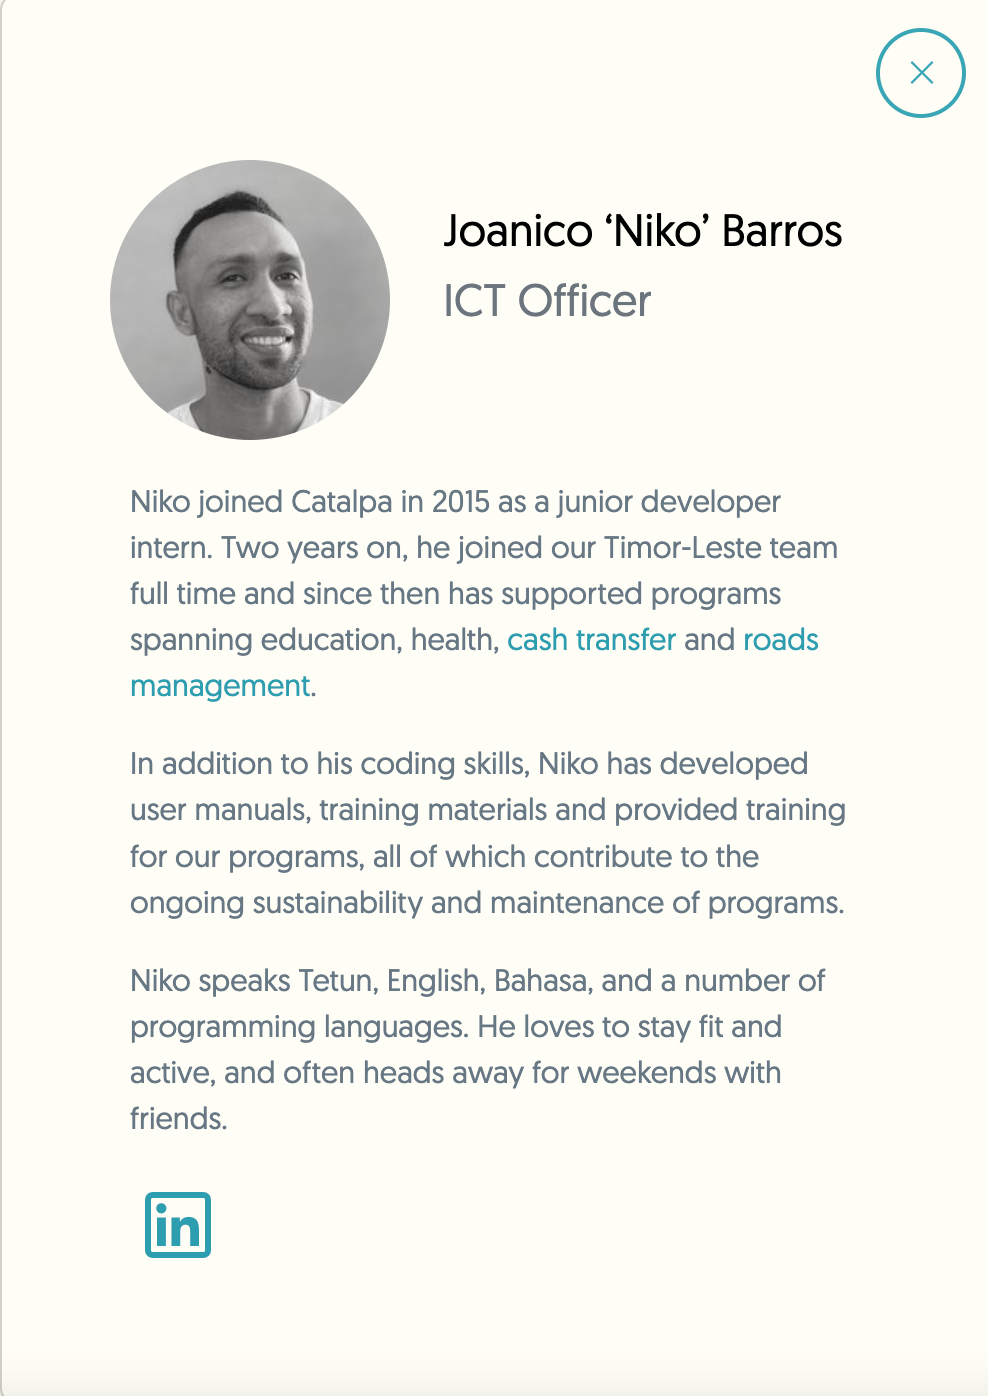 Joanico ‘Niko’ Barros
ICT Officer
Niko joined Catalpa in 2015 as a junior developer
intern. Two years on, he joined our Timor-Leste team
full time and since then has supported programs
spanning education, health, cash transfer and roads
management.
In addition to his coding skills, Niko has developed
user manuals, training materials and provided training
for our programs, all of which contribute to the
ongoing sustainability and maintenance of programs.
Niko speaks Tetun, English, Bahasa, and a number of
programming languages. He loves to stay fit and
active, and often heads away for weekends with
friends.
in